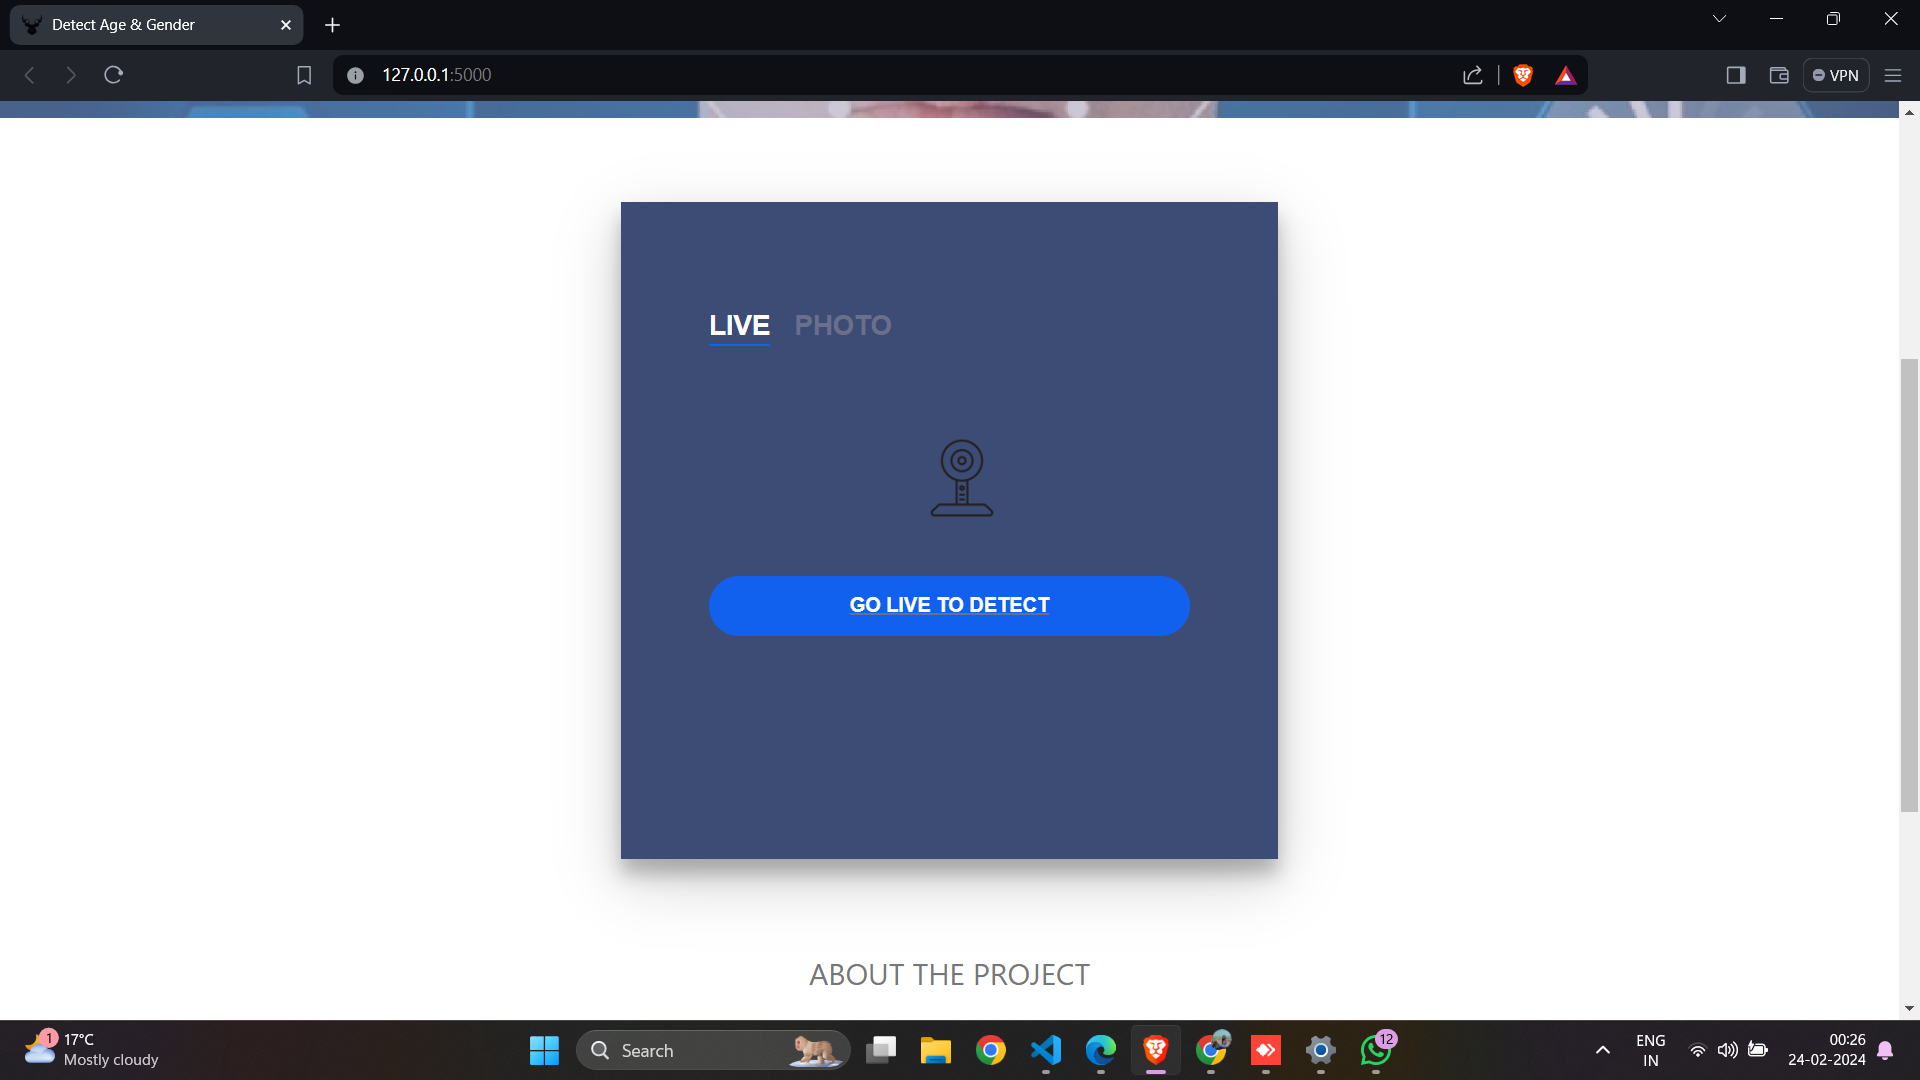 Detect Age & Gender
127.0.0.1:5000
VPN
LIVE PHOTO
GO LIVE TO DETECT
ABOUT THE PROJECT
1
17°C
Mostly cloudy
Search
12
ENG
IN
00:26
24-02-2024